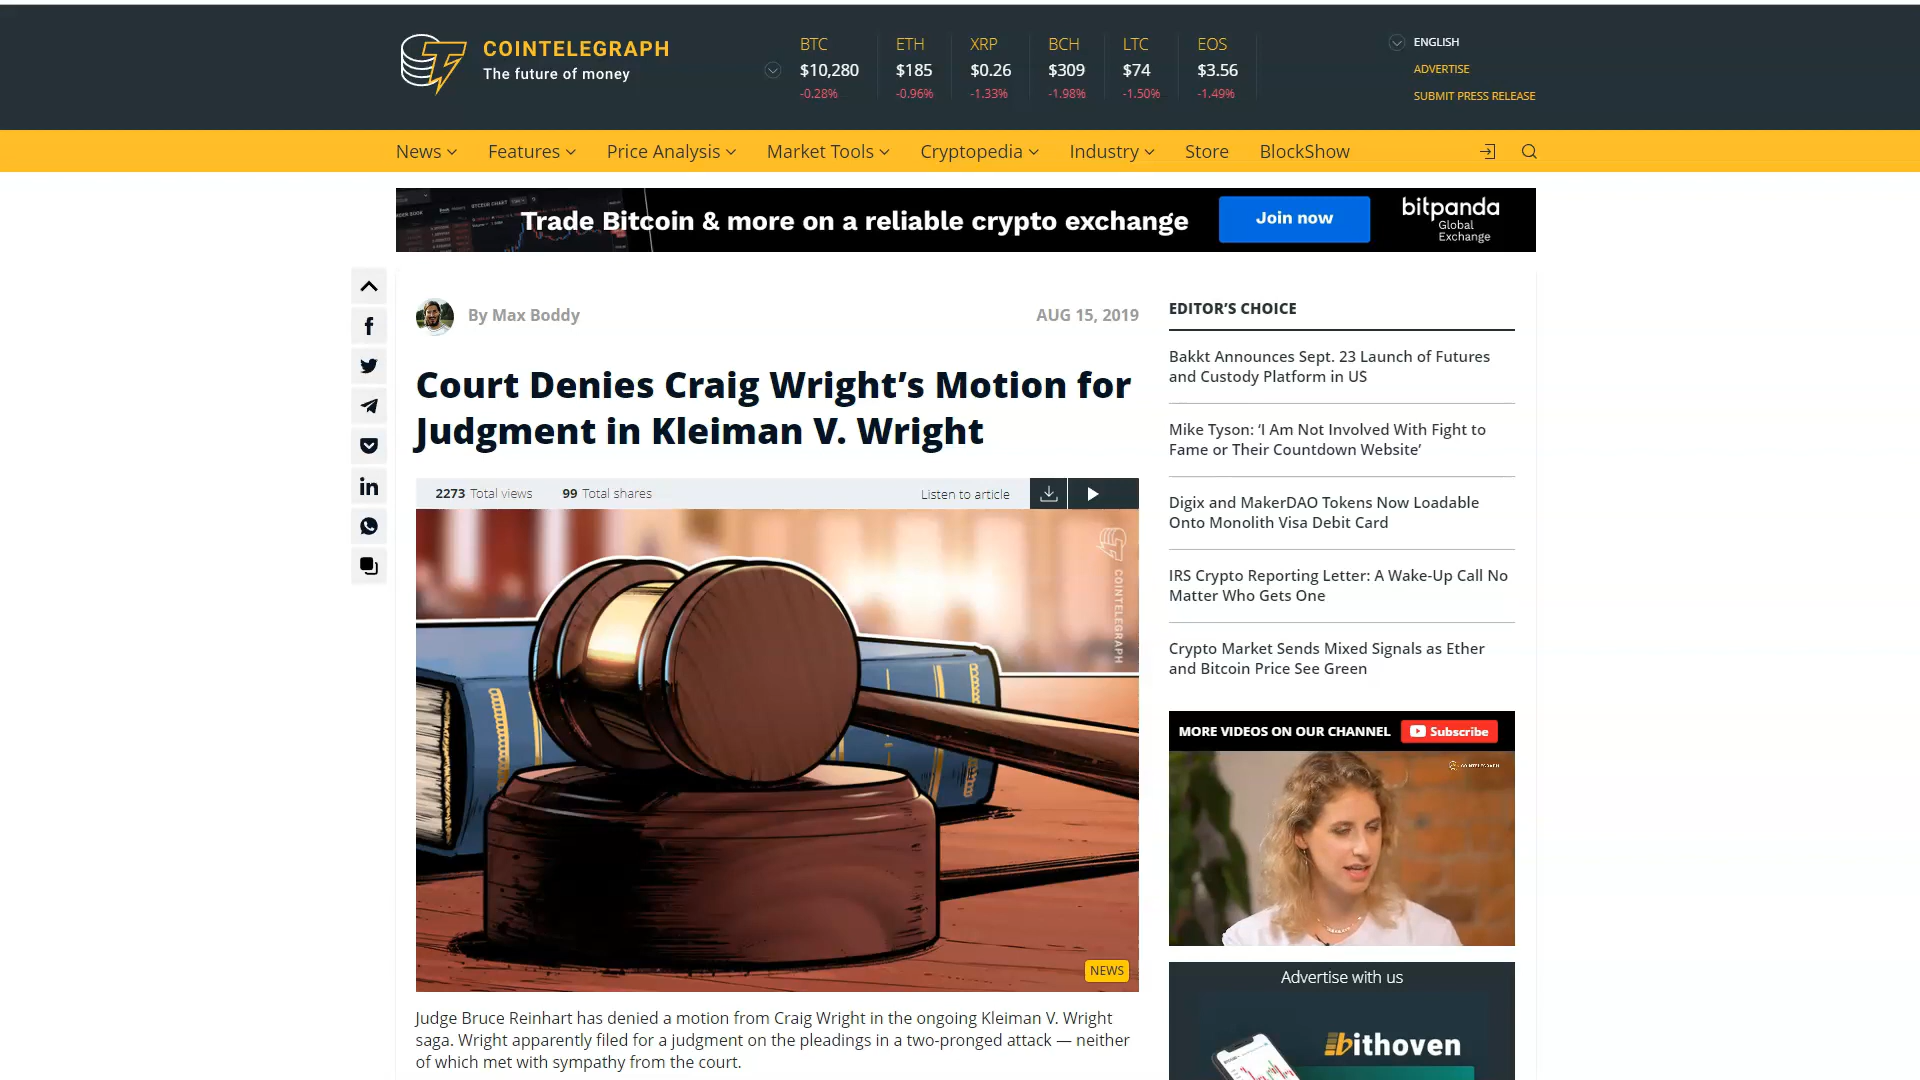 COINTELEGRAPH
The future of money
BTC ETH XRP BCH LTC EOS
$10,280 $185 $0.26 $309 $74 $3.56
-0.28% -0.96% -1.33% -1.98% -1.50% -1.49%
ENGLISH
ADVERTISE
SUBMIT PRESS RELEASE
News Features Price Analysis Market Tools Cryptopedia Industry Store BlockShow
Trade Bitcoin & more on a reliable crypto exchange
Join now
bitpanda
Global
Exchange
By Max Boddy
AUG 15, 2019
Court Denies Craig Wright’s Motion for
Judgment in Kleiman V. Wright
2273 Total views 99 Total shares
Listen to article
COINTELEGRAPH
NEWS
Judge Bruce Reinhart has denied a motion from Craig Wright in the ongoing Kleiman V. Wright
saga. Wright apparently filed for a judgment on the pleadings in a two-pronged attack — neither
of which met with sympathy from the court.
EDITOR’S CHOICE
Bakkt Announces Sept. 23 Launch of Futures
and Custody Platform in US
Mike Tyson: ‘I Am Not Involved With Fight to
Fame or Their Countdown Website’
Digix and MakerDAO Tokens Now Loadable
Onto Monolith Visa Debit Card
IRS Crypto Reporting Letter: A Wake-Up Call No
Matter Who Gets One
Crypto Market Sends Mixed Signals as Ether
and Bitcoin Price See Green
MORE VIDEOS ON OUR CHANNEL
Subscribe
COINTELEGRAPH
Advertise with us
bithoven